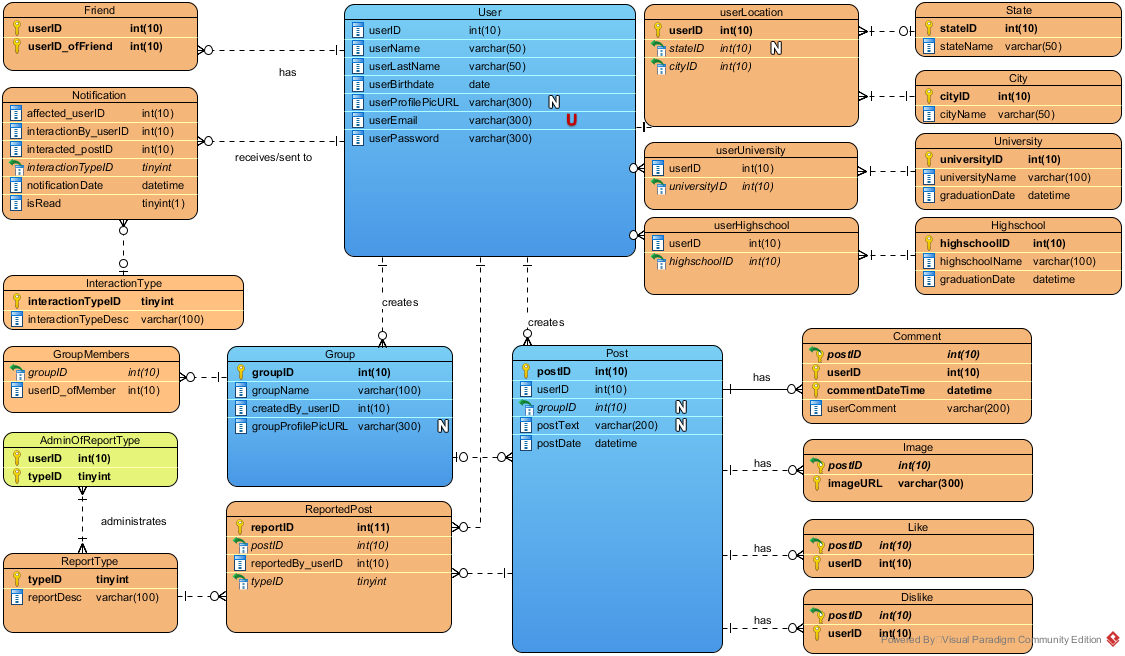 Friend
userID int(10)
userID_ofFriend int(10)
has
Notification
affected_userID int(10)
interactionBy_userID int(10)
interacted_postID int(10)
interactionTypeID tinyint
notificationDate datetime
isRead tinyint(1)
receives/sent to
InteractionType
interactionTypeID tinyint
interactionTypeDesc varchar(100)
User
userID int(10)
userName varchar(50)
userLastName varchar(50)
userBirthdate date
userProfilePicURL varchar(300) N
userEmail varchar(300) U
userPassword varchar(300)
userLocation
userID int(10)
stateID int(10) N
cityID int(10)
State
stateID int(10)
stateName varchar(50)
City
cityID int(10)
cityName varchar(50)
userUniversity
userID int(10)
universityID int(10)
University
universityID int(10)
universityName varchar(100)
graduationDate datetime
userHighschool
userID int(10)
highschoolID int(10)
Highschool
highschoolID int(10)
highschoolName varchar(100)
graduationDate datetime
creates
creates
GroupMembers
groupID int(10)
userID_ofMember int(10)
Group
groupID int(10)
groupName varchar(100)
createdBy_userID int(10)
groupProfilePicURL varchar(300) N
Post
postID int(10)
userID int(10)
groupID int(10) N
postText varchar(200) N
postDate datetime
has
Comment
postID int(10)
userID int(10)
commentDateTime datetime
userComment varchar(200)
AdminOfReportType
userID int(10)
typeID tinyint
administrates
ReportType
typeID tinyint
reportDesc varchar(100)
ReportedPost
reportID int(11)
postID int(10)
reportedBy_userID int(10)
typeID tinyint
has
Image
postID int(10)
imageURL varchar(300)
has
Like
postID int(10)
userID int(10)
has
Dislike
postID int(10)
userID int(10)
Powered By Visual Paradigm Community Edition